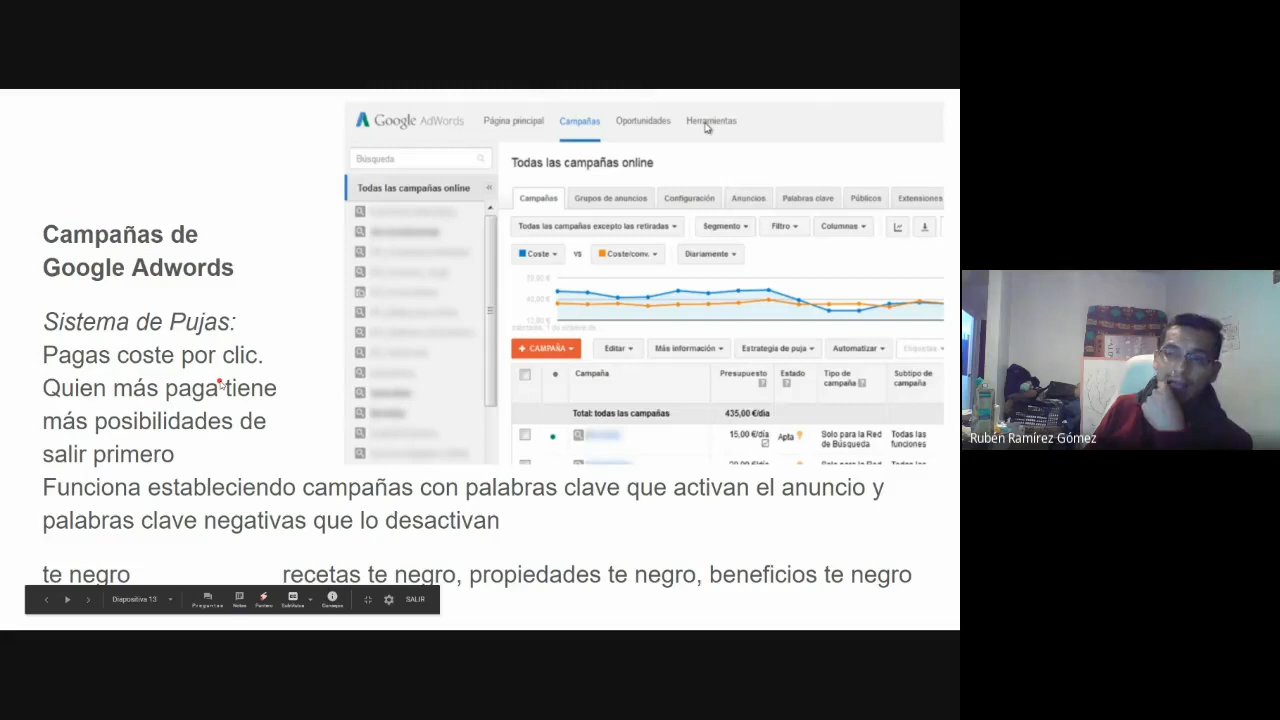 Google AdWords
Página principal
Campañas
Oportunidades
Herramientas
Búsqueda
Todas las campañas online
Todas las campañas online
Campañas
Grupos de anuncios
Configuración
Anuncios
Palabras clave
Públicos
Extensiones
Todas las campañas excepto las retiradas
Segmento
Filtro
Columnas
Coste
vs
Coste/conv.
Diariamente
+ CAMPAÑA
Editar
Más información
Estrategia de puja
Automatizar
Etiquetas
Campaña
Presupuesto
Estado
Tipo de
campaña
Subtipo de
campaña
Total: todas las campañas
435,00 €/día
15,00 €/día
Apta
Solo para la Red
de Búsqueda
Todas las
funciones
Campañas de
Google Adwords
Sistema de Pujas:
Pagas coste por clic.
Quien más paga tiene
más posibilidades de
salir primero
Funciona estableciendo campañas con palabras clave que activan el anuncio y
palabras clave negativas que lo desactivan
te negro
recetas te negro, propiedades te negro, beneficios te negro
Diapositiva 13
Preguntas
Notas
Puntero
Subtítulos
Consejos
SALIR
Rubén Ramírez Gómez